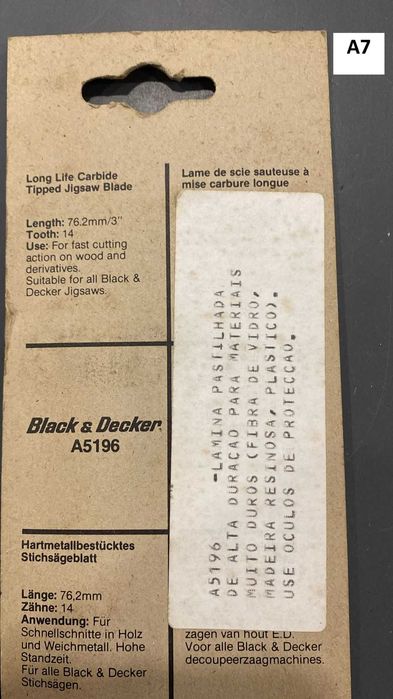 A7
Long Life Carbide
Tipped Jigsaw Blade
Length: 76.2mm/3"
Tooth: 14
Use: For fast cutting
action on wood and
derivatives.
Suitable for all Black &
Decker Jigsaws.
Lame de scie sauteuse à
mise carbure longue
Black & Decker
A5196
A5196 -LAMINA PASTILHADA
DE ALTA DURAÇAO PARA MATERIAIS
MUITO DUROS (FIBRA DE VIDRO,
MADEIRA RESINOSA, PLASTICO).
USE OCULOS DE PROTECCAO.
Hartmetallbestücktes
Stichsägeblatt
Länge: 76,2mm
Zähne: 14
Anwendung: Für
Schnellschnitte in Holz
und Weichmetall. Hohe
Standzeit.
Für alle Black & Decker
Stichsägen.
zagen van hout E.D.
Voor alle Black & Decker
decoupeerzaagmachines.